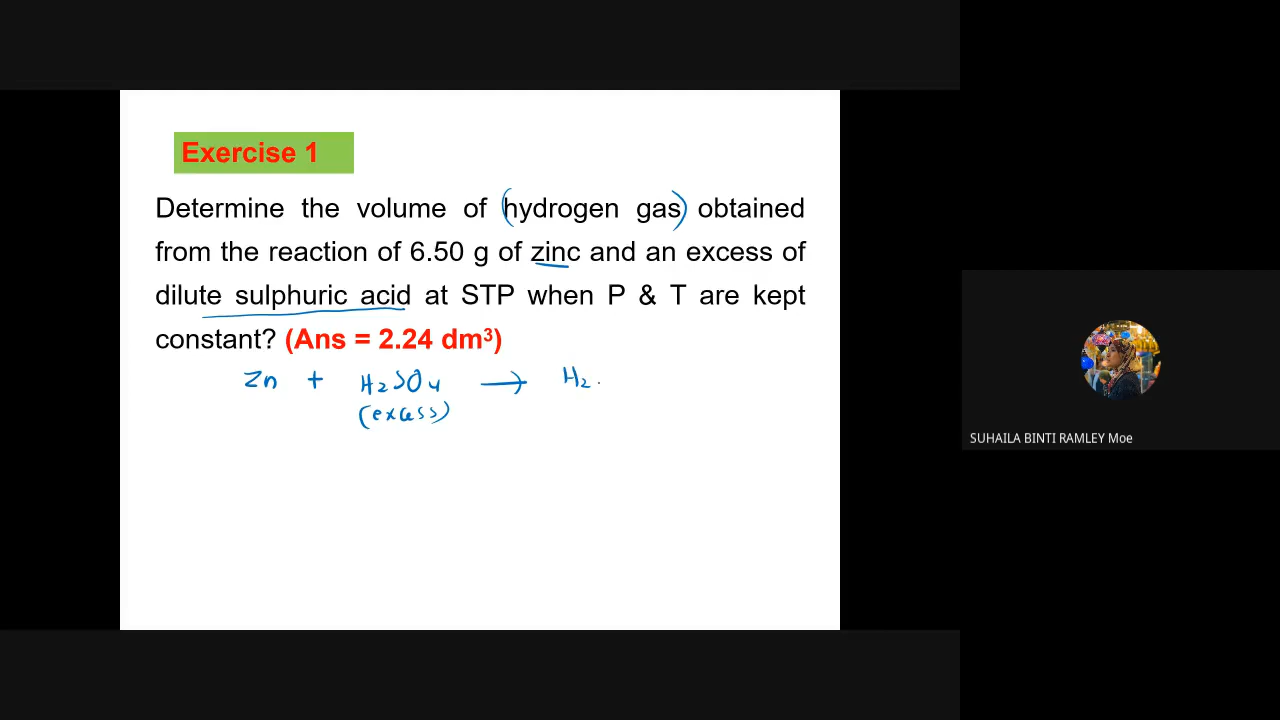 Exercise 1
Determine the volume of (hydrogen gas) obtained
from the reaction of 6.50 g of zinc and an excess of
dilute sulphuric acid at STP when P & T are kept
constant? (Ans = 2.24 dm³)
Zn + H₂SO₄ → H₂
(excess)
SUHAILA BINTI RAMLEY Moe